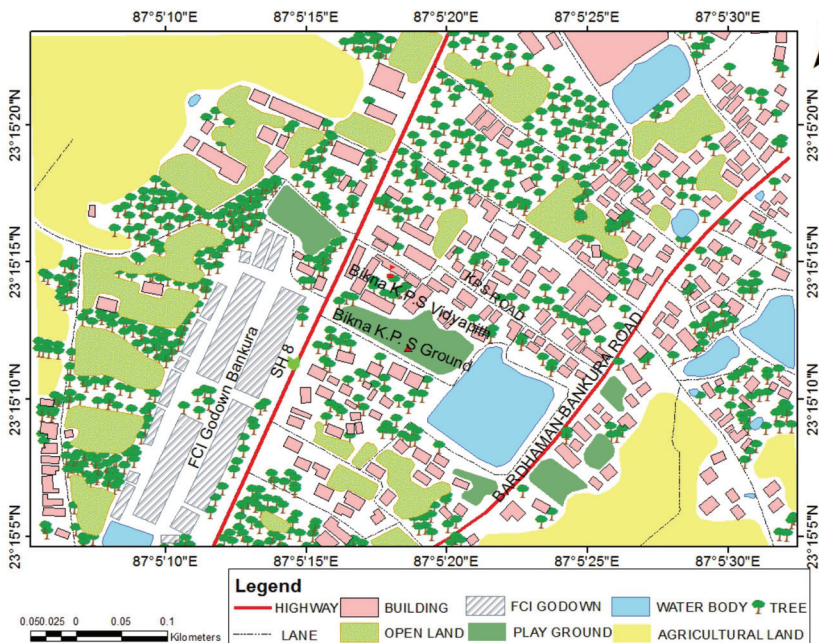 87°5'10"E 87°5'15"E 87°5'20"E 87°5'25"E 87°5'30"E
23°15'20"N 23°15'20"N
23°15'15"N 23°15'15"N
23°15'10"N 23°15'10"N
23°15'5"N 23°15'5"N
Bikna K.P.S Vidyapith
KPS ROAD
Bikna K.P. S Ground
SH 8
FCI Godown Bankura
BARDHAMAN-BANKURA ROAD
87°5'10"E 87°5'15"E 87°5'20"E 87°5'25"E 87°5'30"E
Legend
HIGHWAY BUILDING FCI GODOWN WATER BODY TREE
LANE OPEN LAND PLAY GROUND AGRICULTURAL LAND
0.050.025 0 0.05 0.1
Kilometers